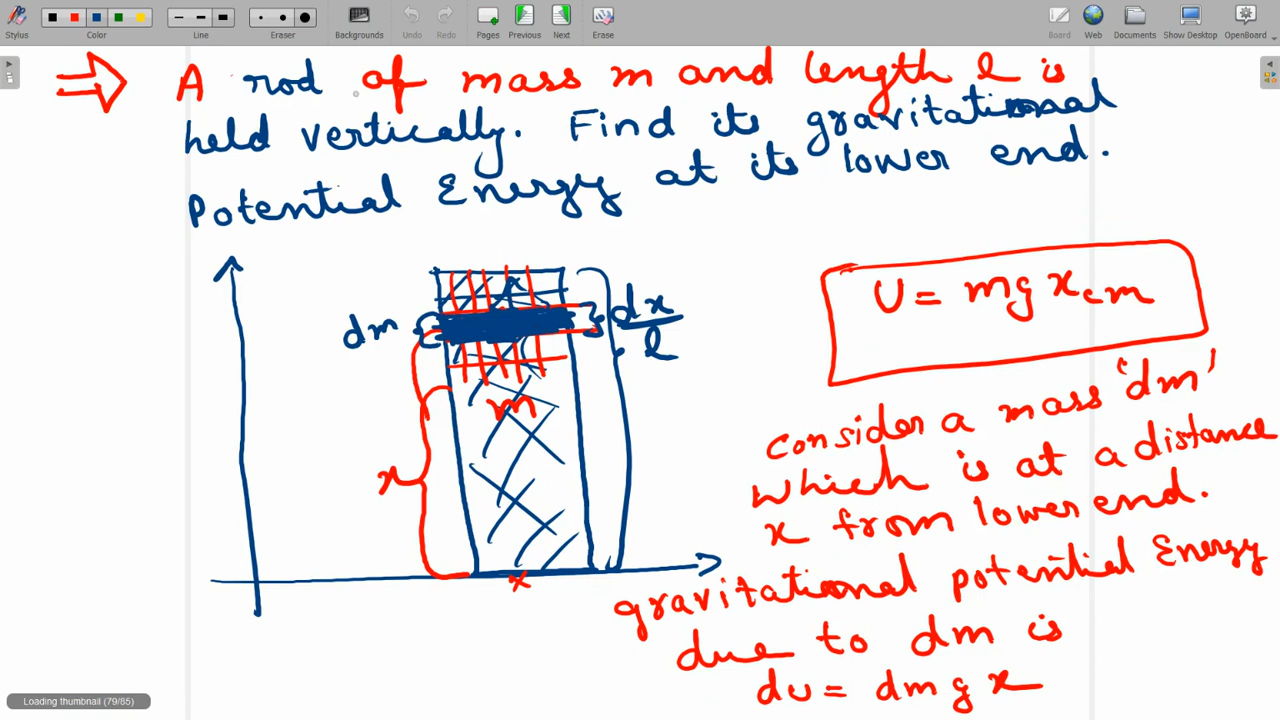 Stylus
Color
Line
Eraser
Backgrounds
Undo
Redo
Pages
Previous
Next
Erase
Board
Web
Documents
Show Desktop
OpenBoard
A rod of mass m and length l is
held vertically. Find its gravitational
Potential Energy at its lower end.
dm
dx
l
m
x
x
U = mg xcm
Consider a mass 'dm'
which is at a distance
x from lower end.
gravitational potential Energy
due to dm is
du = dm g x
Loading thumbnail (79/85)